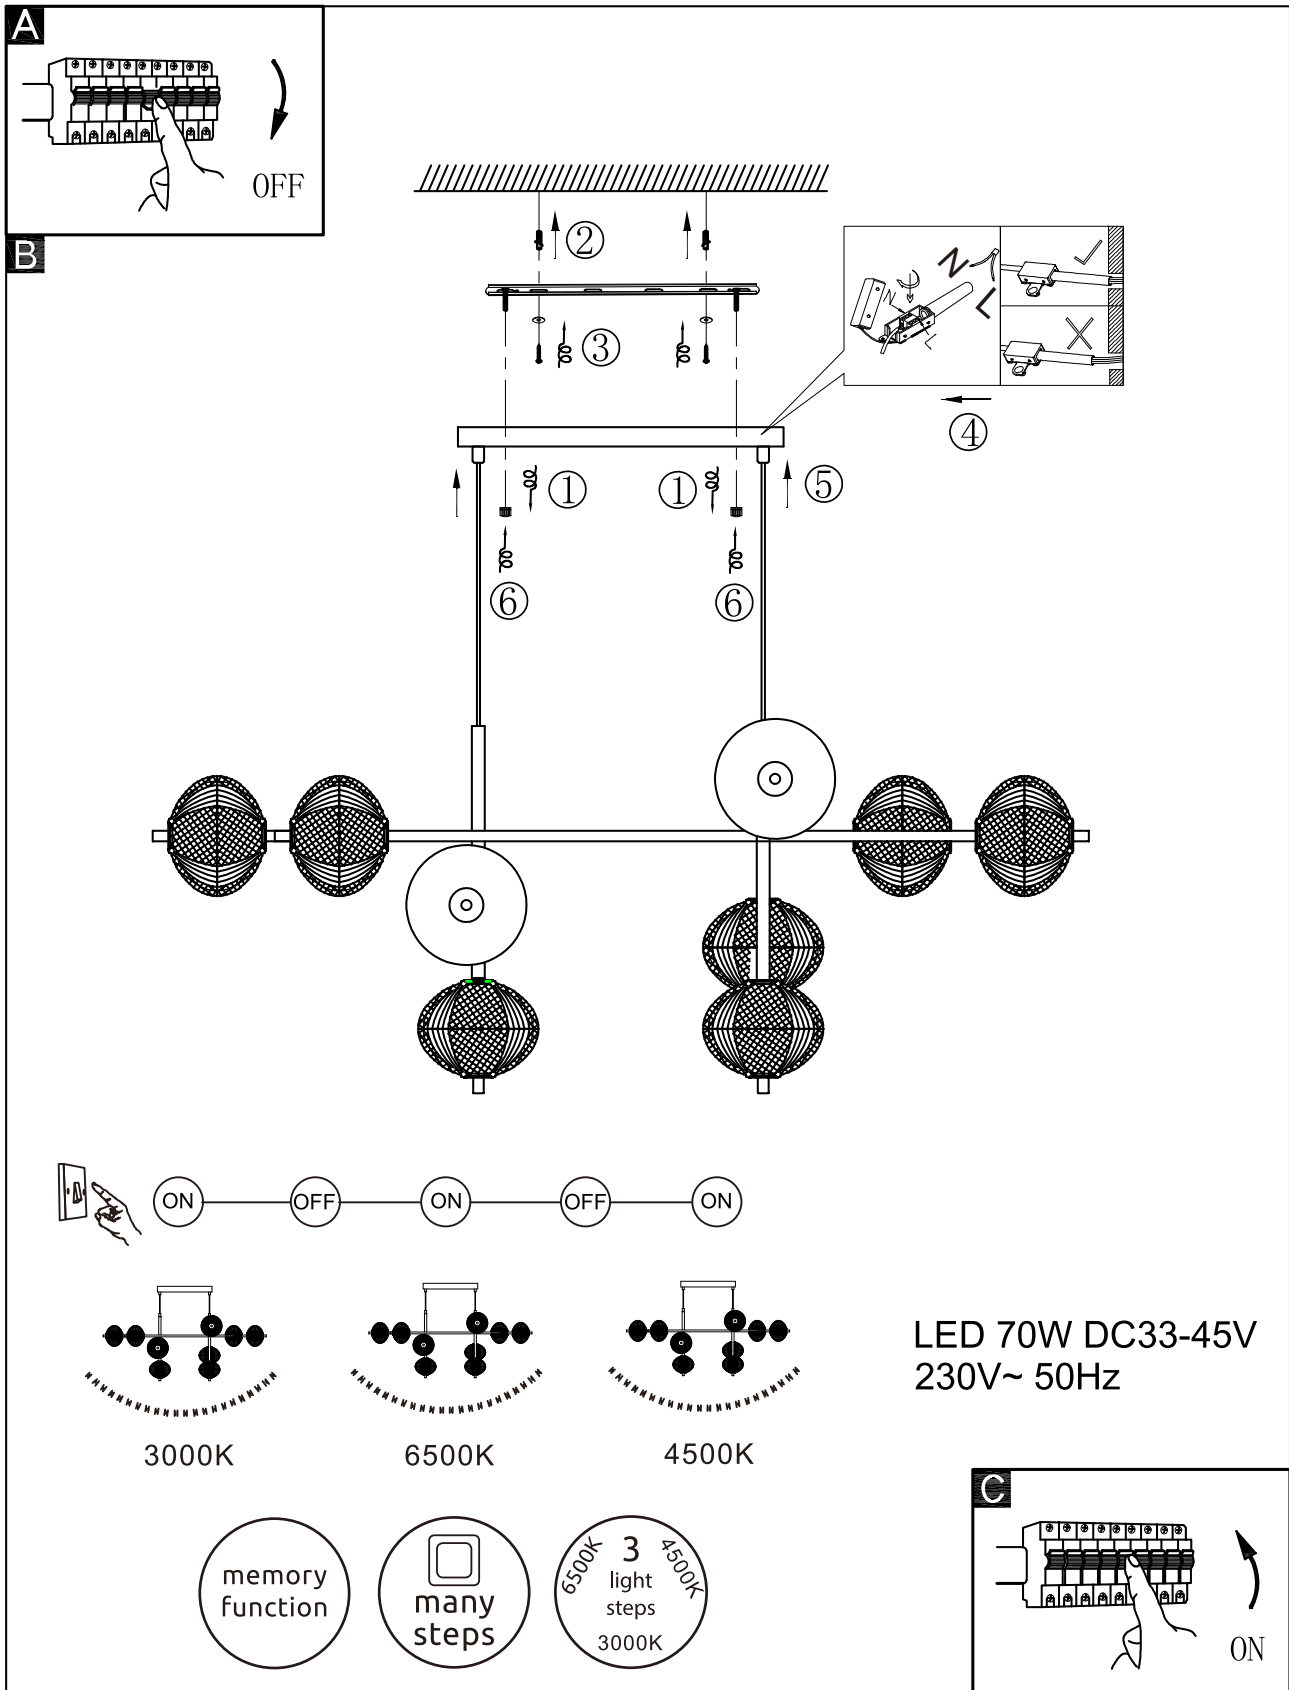 A
OFF
B
②
③
N
L
N
L
④
①
①
⑤
⑥
⑥
ON OFF ON OFF ON
3000K
6500K
4500K
LED 70W DC33-45V
230V~ 50Hz
memory
function
many
steps
6500K 3 4500K
light
steps
3000K
C
ON